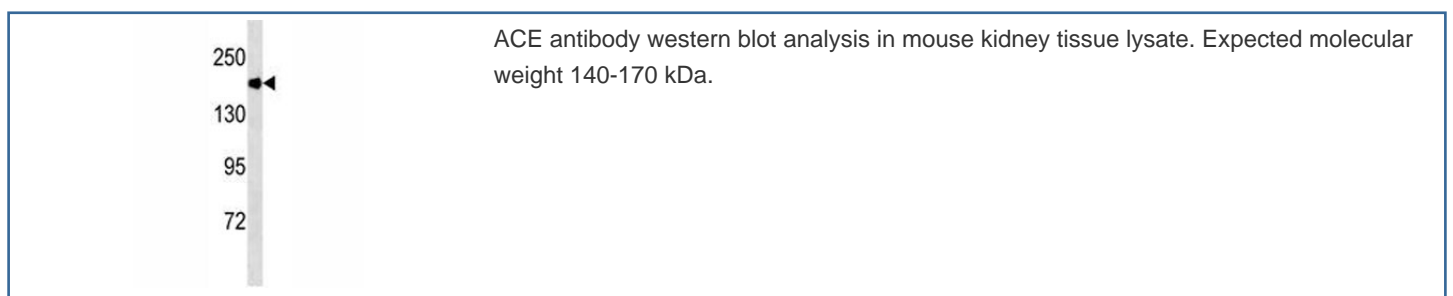 250
130
95
72
ACE antibody western blot analysis in mouse kidney tissue lysate. Expected molecular
weight 140-170 kDa.